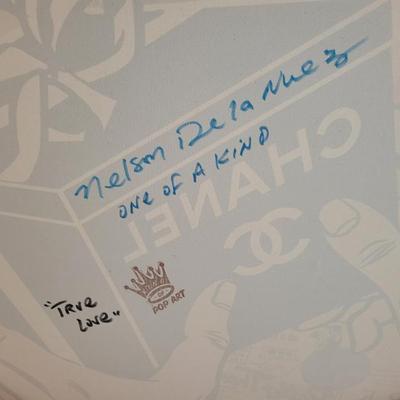 Nelson De la Nuez
ONE OF A KIND
CHANEL
"TRUE
LOVE"
POP ART